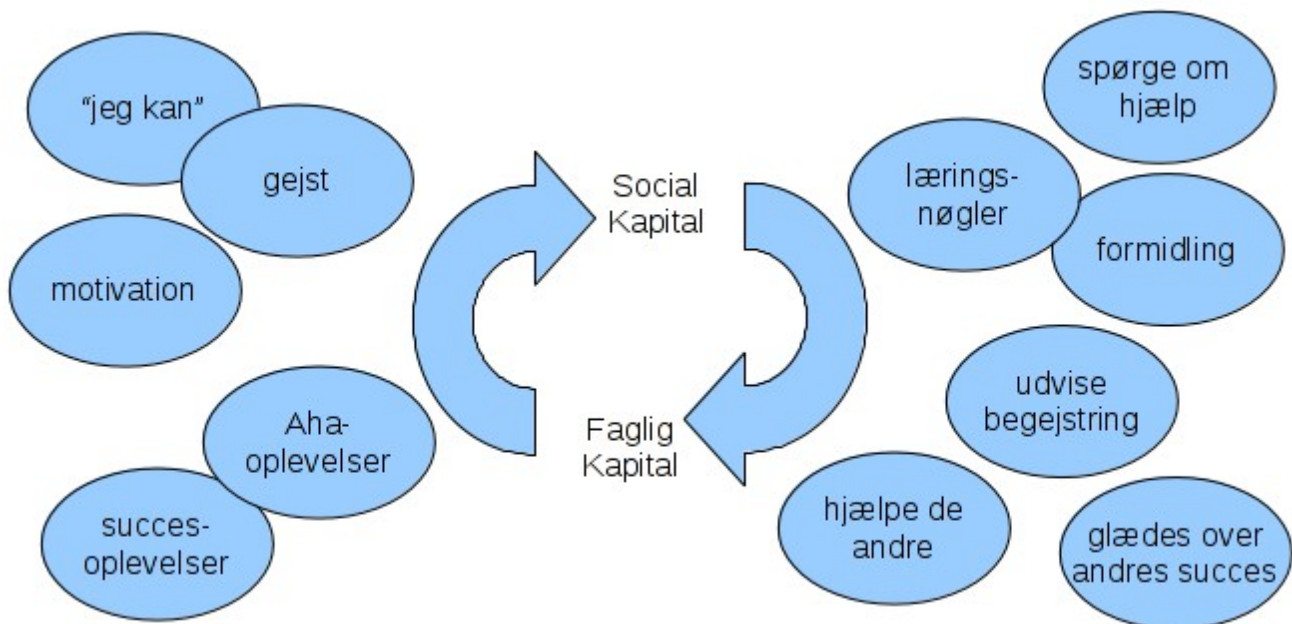 “jeg kan”
gejst
motivation
Aha-
oplevelser
succes-
oplevelser
Social
Kapital
Faglig
Kapital
spørge om
hjælp
lærings-
nøgler
formidling
udvise
begejstring
hjælpe de
andre
glædes over
andres succes